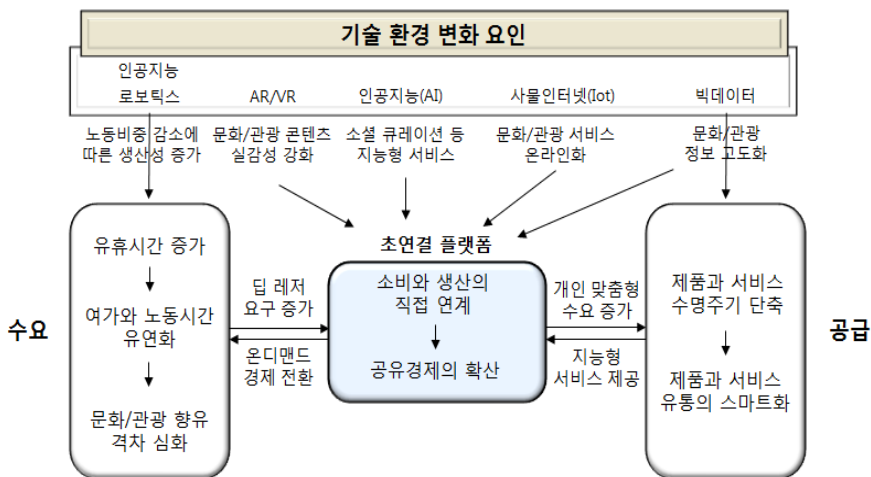 기술 환경 변화 요인
인공지능
로보틱스
AR/VR
인공지능(AI)
사물인터넷(Iot)
빅데이터
노동비중 감소에
따른 생산성 증가
문화/관광 콘텐츠
실감성 강화
소셜 큐레이션 등
지능형 서비스
문화/관광 서비스
온라인화
문화/관광
정보 고도화
수요
유휴시간 증가
여가와 노동시간
유연화
문화/관광 향유
격차 심화
딥 레저
요구 증가
온디맨드
경제 전환
초연결 플랫폼
소비와 생산의
직접 연계
공유경제의 확산
개인 맞춤형
수요 증가
지능형
서비스 제공
제품과 서비스
수명주기 단축
제품과 서비스
유통의 스마트화
공급